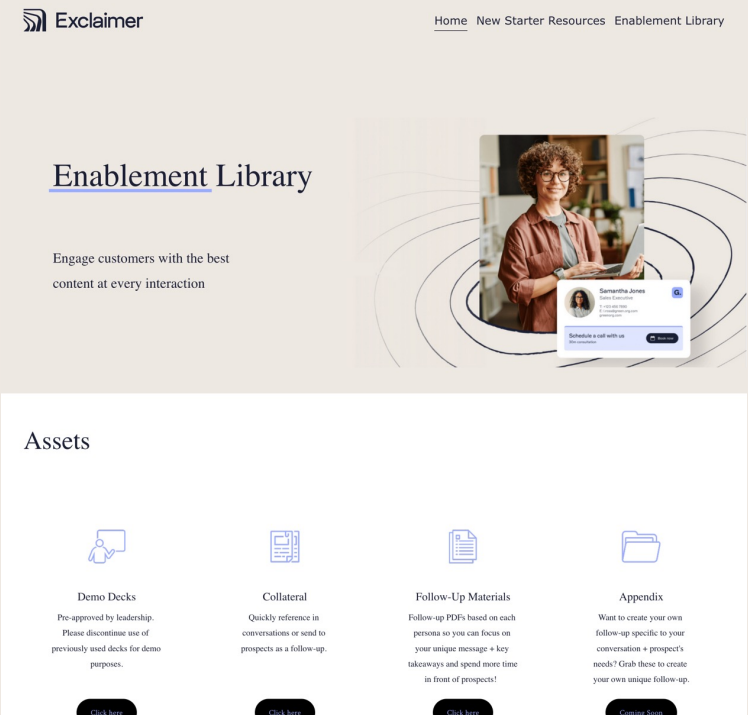 Exclaimer
Home New Starter Resources Enablement Library
Enablement Library
Engage customers with the best
content at every interaction
Samantha Jones
Sales Executive
G.
Schedule a call with us
Book now
Assets
Demo Decks
Pre-approved by leadership.
Please discontinue use of
previously used decks for demo
purposes.
Click here
Collateral
Quickly reference in
conversations or send to
prospects as a follow-up.
Click here
Follow-Up Materials
Follow-up PDFs based on each
persona so you can focus on
your unique message + key
takeaways and spend more time
in front of prospects!
Click here
Appendix
Want to create your own
follow-up specific to your
conversation + prospect's
needs? Grab these to create
your own unique follow-up.
Coming Soon